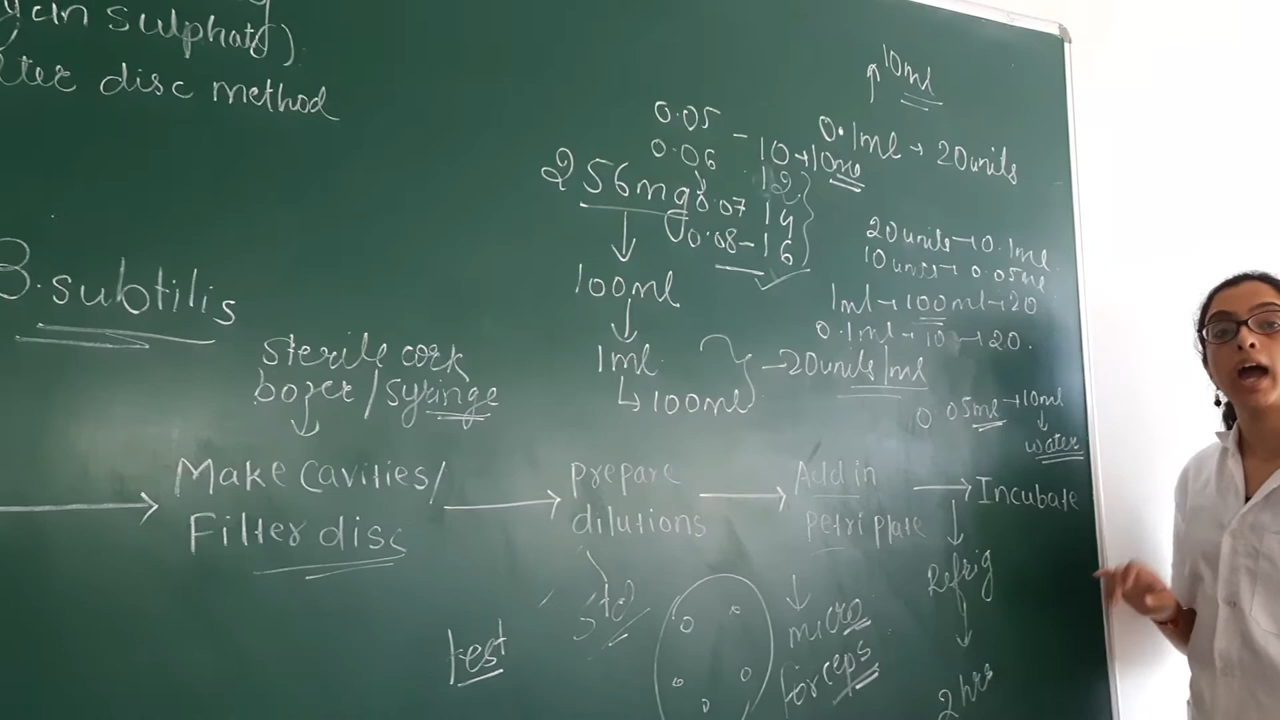 sulphate)
disc method
B. subtilis
sterile cork
borer/syringe
Make cavities/
Filter disc
test
0.05
0.06 - 10 → 10ml
256mg
12
0.07 14
0.08 - 16
↓
100ml
↓
1ml
↳ 100ml
10ml
0.1ml → 20units
20units → 0.1ml
10units → 0.05ml
1ml → 100ml → 20
0.1ml → 10 → 20.
→ 20units/ml
0.05ml → 10ml
↓
water
prepare
dilutions
std
Add in
petri plate
↓
micro
forceps
→ Incubate
↓
Refrig
↓
2 hrs